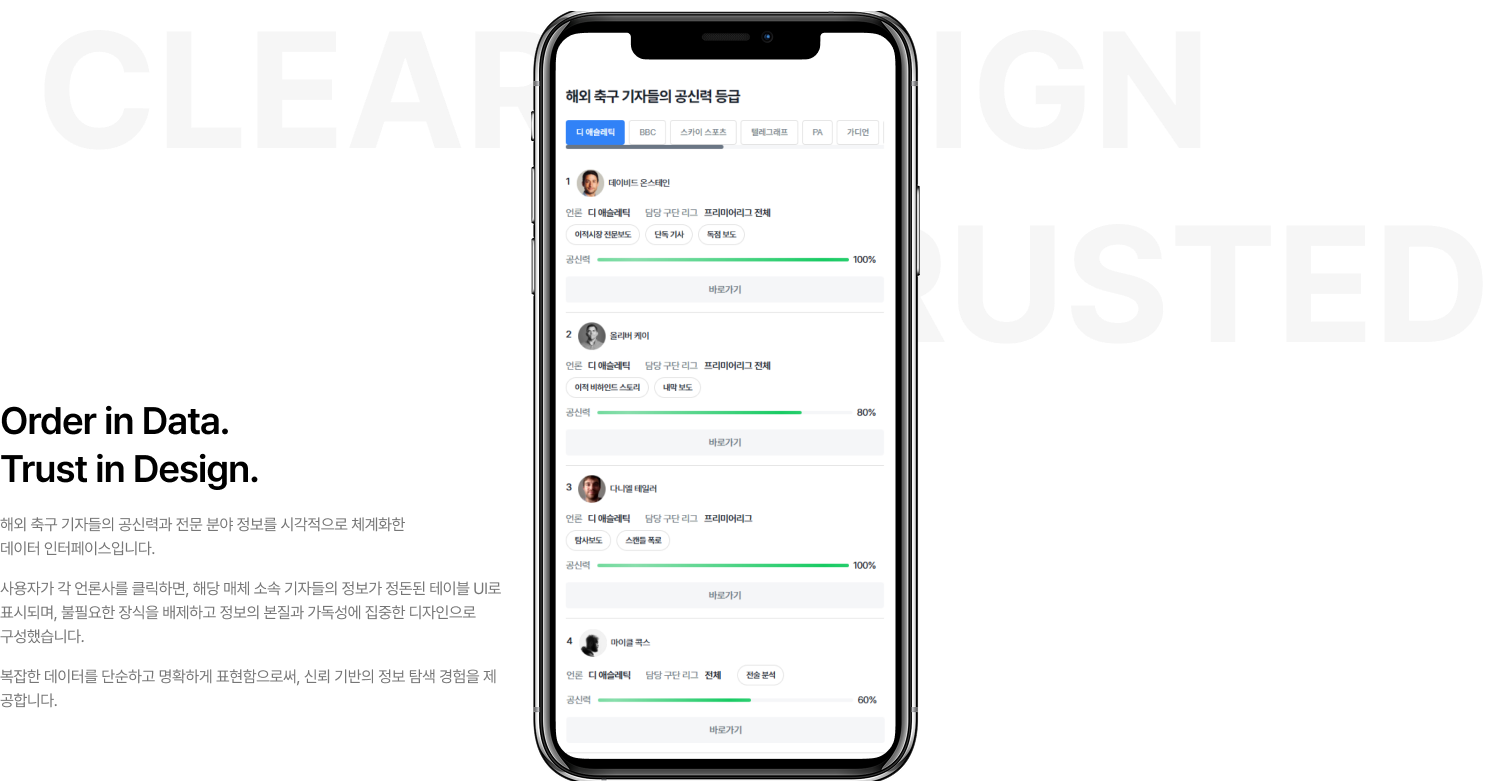 CLEAR
IGN
RUSTED
Order in Data.
Trust in Design.
해외 축구 기자들의 공신력과 전문 분야 정보를 시각적으로 체계화한
데이터 인터페이스입니다.
사용자가 각 언론사를 클릭하면, 해당 매체 소속 기자들의 정보가 정돈된 테이블 UI로
표시되며, 불필요한 장식을 배제하고 정보의 본질과 가독성에 집중한 디자인으로
구성했습니다.
복잡한 데이터를 단순하고 명확하게 표현함으로써, 신뢰 기반의 정보 탐색 경험을 제
공합니다.
해외 축구 기자들의 공신력 등급
디 애슬레틱 BBC 스카이 스포츠 텔레그래프 PA 가디언
1 데이비드 온스테인
언론 디 애슬레틱 담당 구단 리그 프리미어리그 전체
이적시장 전문보도 단독 기사 독점 보도
공신력 100%
바로가기
2 올리버 케이
언론 디 애슬레틱 담당 구단 리그 프리미어리그 전체
이적 비하인드 스토리 내막 보도
공신력 80%
바로가기
3 다니엘 테일러
언론 디 애슬레틱 담당 구단 리그 프리미어리그
탐사보도 스캔들 폭로
공신력 100%
바로가기
4 마이클 콕스
언론 디 애슬레틱 담당 구단 리그 전체 전술 분석
공신력 60%
바로가기